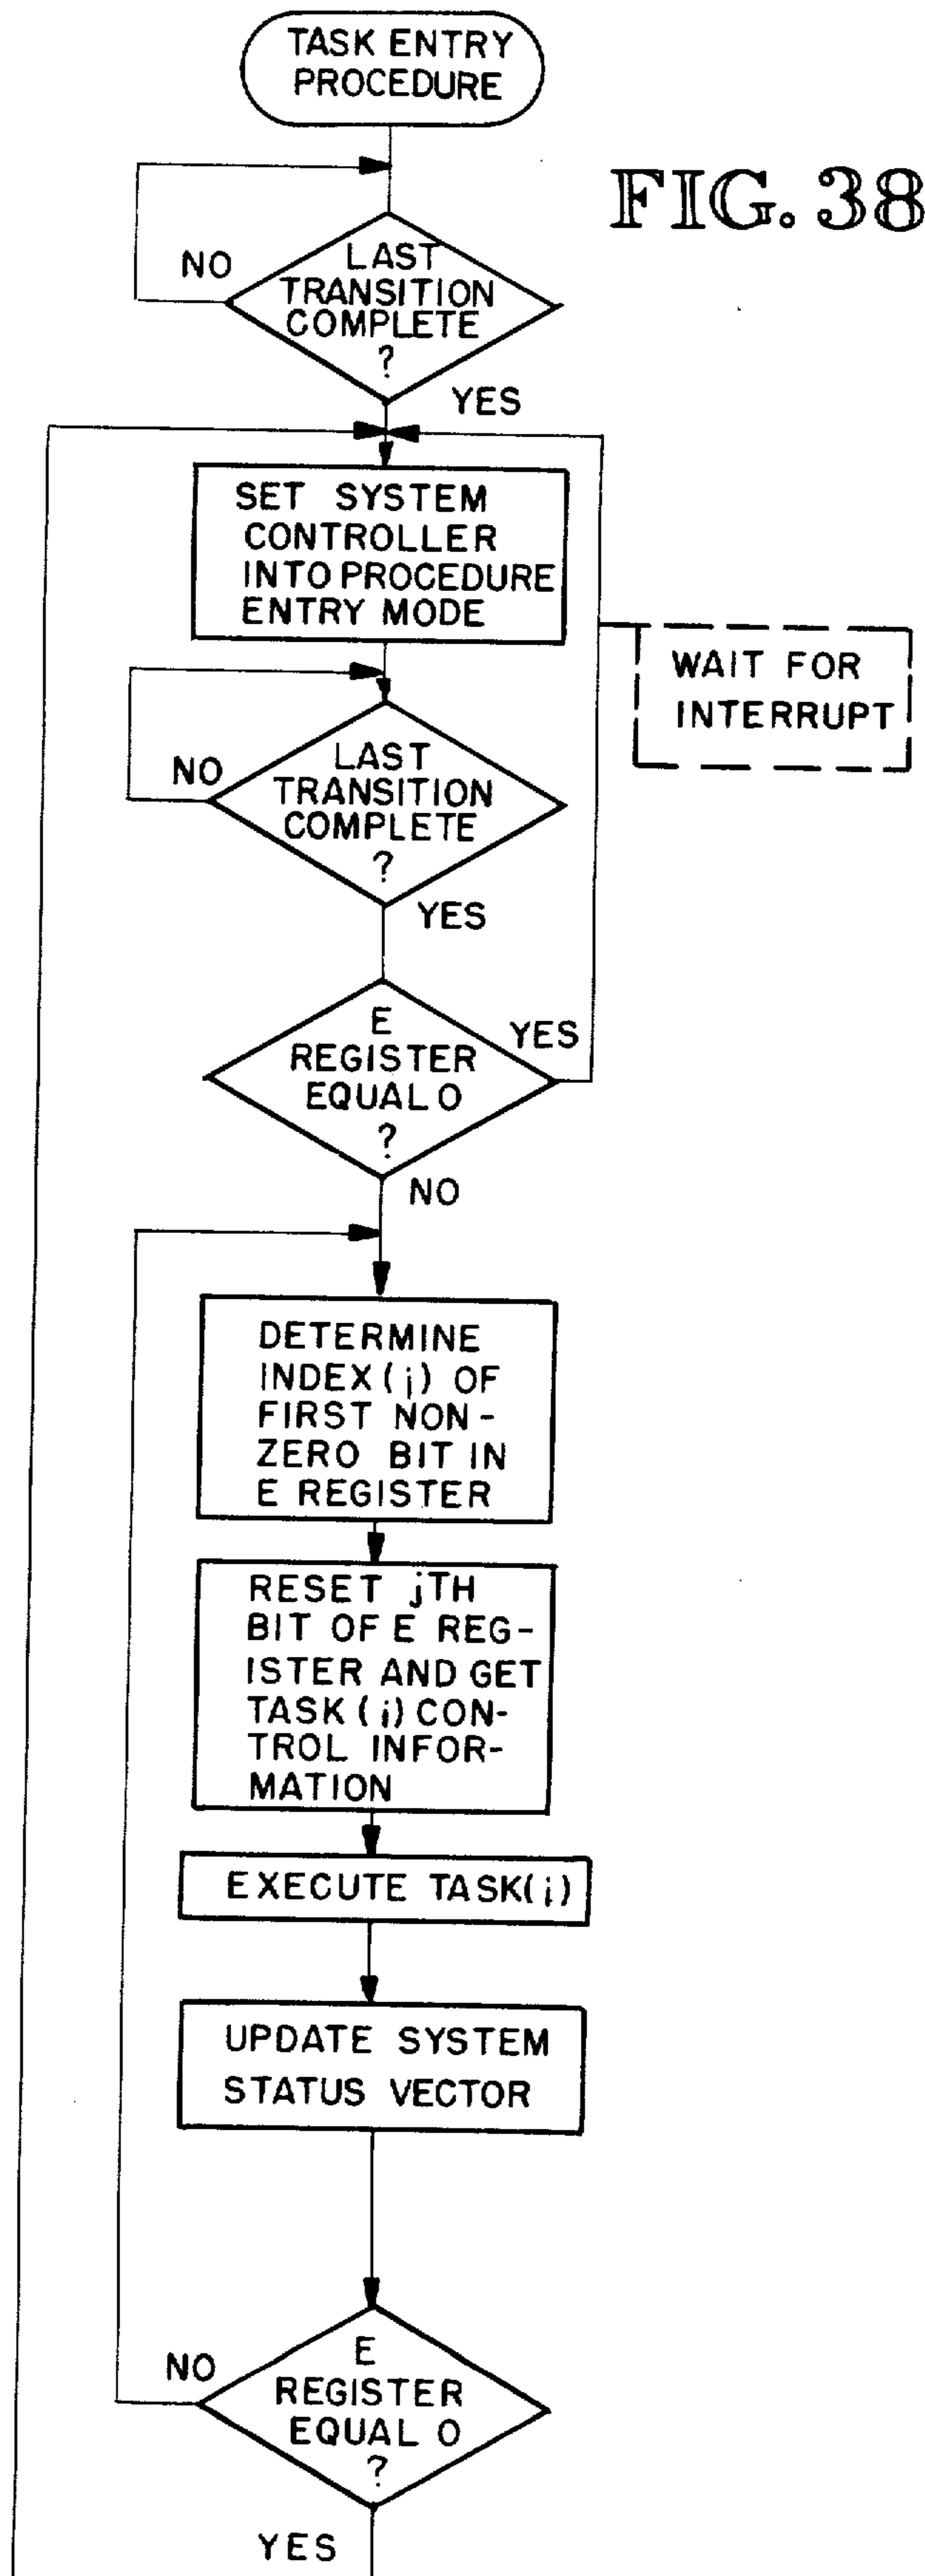 TASK ENTRY
PROCEDURE
FIG. 38
NO
LAST
TRANSITION
COMPLETE
?
YES
SET SYSTEM
CONTROLLER
INTO PROCEDURE
ENTRY MODE
WAIT FOR
INTERRUPT
NO
LAST
TRANSITION
COMPLETE
?
YES
E
REGISTER
EQUAL 0
?
YES
NO
DETERMINE
INDEX(j) OF
FIRST NON-
ZERO BIT IN
E REGISTER
RESET jTH
BIT OF E REG-
ISTER AND GET
TASK (j) CON-
TROL INFOR-
MATION
EXECUTE TASK(j)
UPDATE SYSTEM
STATUS VECTOR
NO
E
REGISTER
EQUAL 0
?
YES